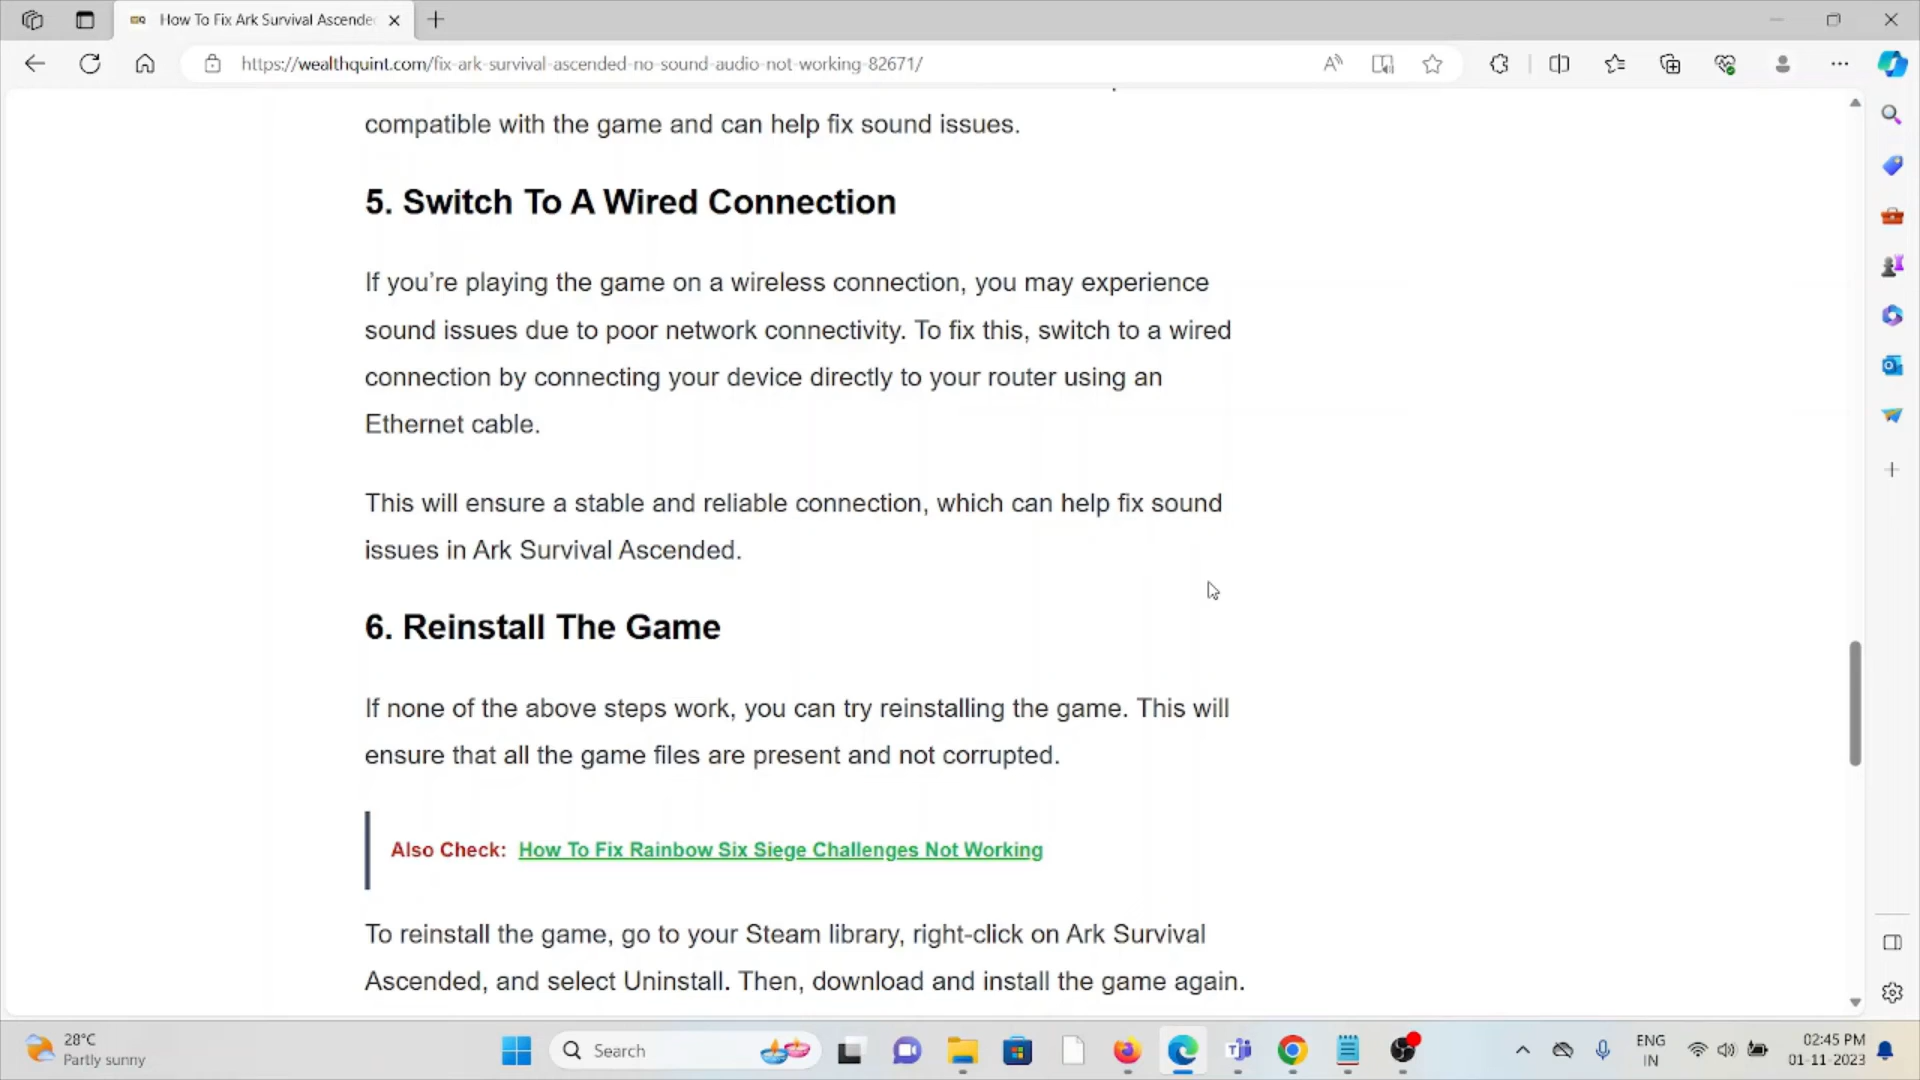 How To Fix Ark Survival Ascende
https://wealthquint.com/fix-ark-survival-ascended-no-sound-audio-not-working-82671/
compatible with the game and can help fix sound issues.
5. Switch To A Wired Connection
If you’re playing the game on a wireless connection, you may experience
sound issues due to poor network connectivity. To fix this, switch to a wired
connection by connecting your device directly to your router using an
Ethernet cable.
This will ensure a stable and reliable connection, which can help fix sound
issues in Ark Survival Ascended.
6. Reinstall The Game
If none of the above steps work, you can try reinstalling the game. This will
ensure that all the game files are present and not corrupted.
Also Check: How To Fix Rainbow Six Siege Challenges Not Working
To reinstall the game, go to your Steam library, right-click on Ark Survival
Ascended, and select Uninstall. Then, download and install the game again.
28°C
Partly sunny
Search
ENG
IN
02:45 PM
01-11-2023